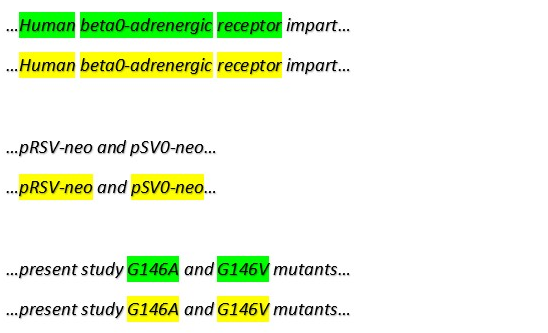 …Human beta0-adrenergic receptor impart…
…Human beta0-adrenergic receptor impart…
…pRSV-neo and pSV0-neo…
…pRSV-neo and pSV0-neo…
…present study G146A and G146V mutants…
…present study G146A and G146V mutants…